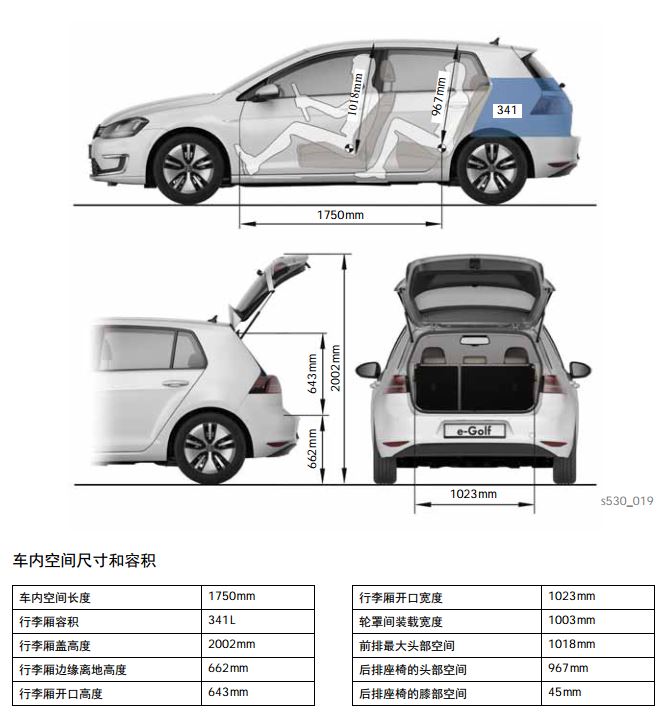 1018mm
967mm
341
1750mm
643mm
2002mm
662mm
e-Golf
1023mm
s530_019
车内空间尺寸和容积
车内空间长度 1750mm
行李厢容积 341L
行李厢盖高度 2002mm
行李厢边缘离地高度 662mm
行李厢开口高度 643mm
行李厢开口宽度 1023mm
轮罩间装载宽度 1003mm
前排最大头部空间 1018mm
后排座椅的头部空间 967mm
后排座椅的膝部空间 45mm